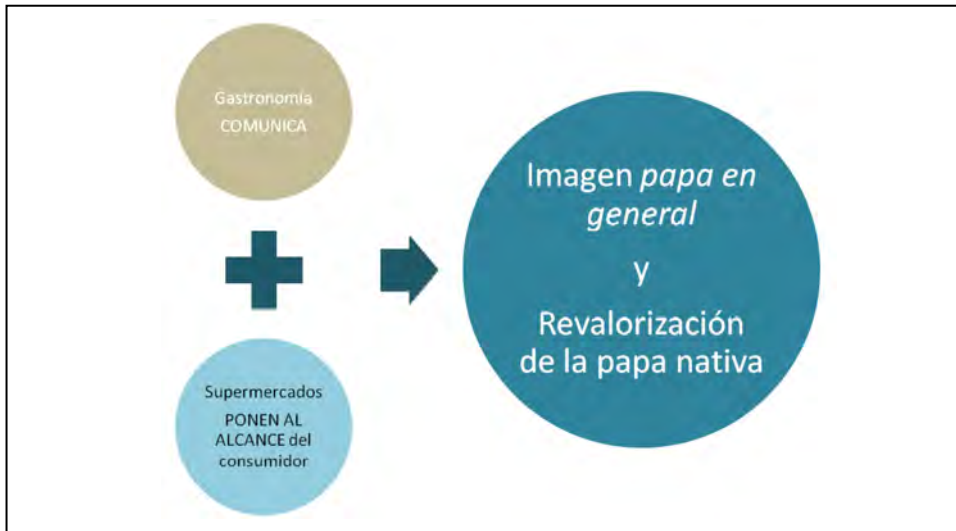 Gastronomía
COMUNICA
Supermercados
PONEN AL
ALCANCE del
consumidor
Imagen papa en
general
y
Revalorización
de la papa nativa